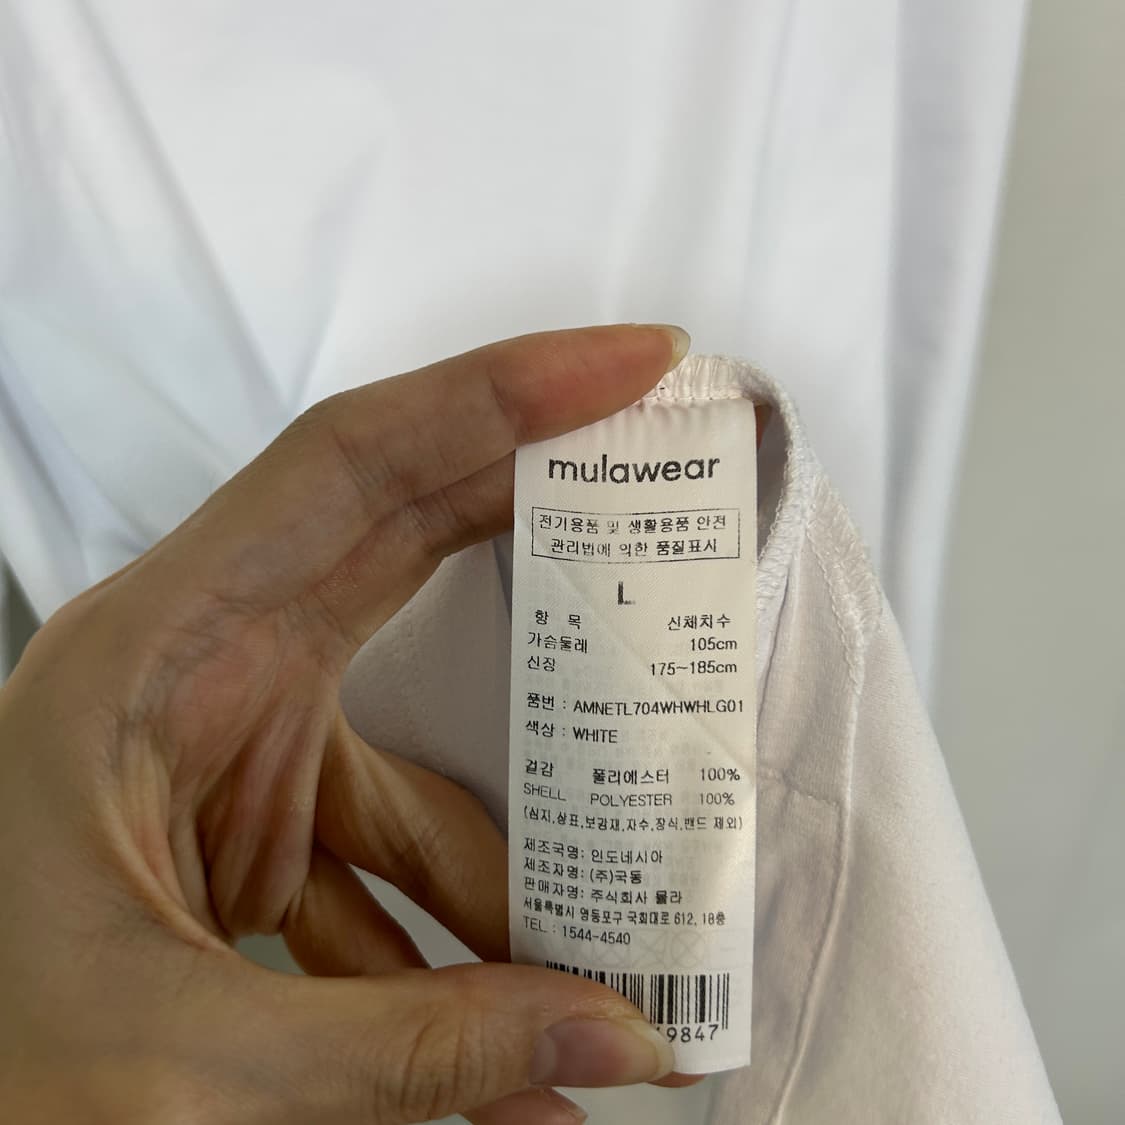 mulawear
전기용품 및 생활용품 안전
관리법에 의한 품질표시
L
항 목 신체치수
가슴둘레 105cm
신장 175~185cm
품번 : AMNETL704WHWHLG01
색상 : WHITE
겉감 폴리에스터 100%
SHELL POLYESTER 100%
(심지,상표,보강재,자수,장식,밴드 제외)
제조국명: 인도네시아
제조자명: (주)국동
판매자명: 주식회사 뮬라
서울특별시 영등포구 국회대로 612, 18층
TEL : 1544-4540
9847